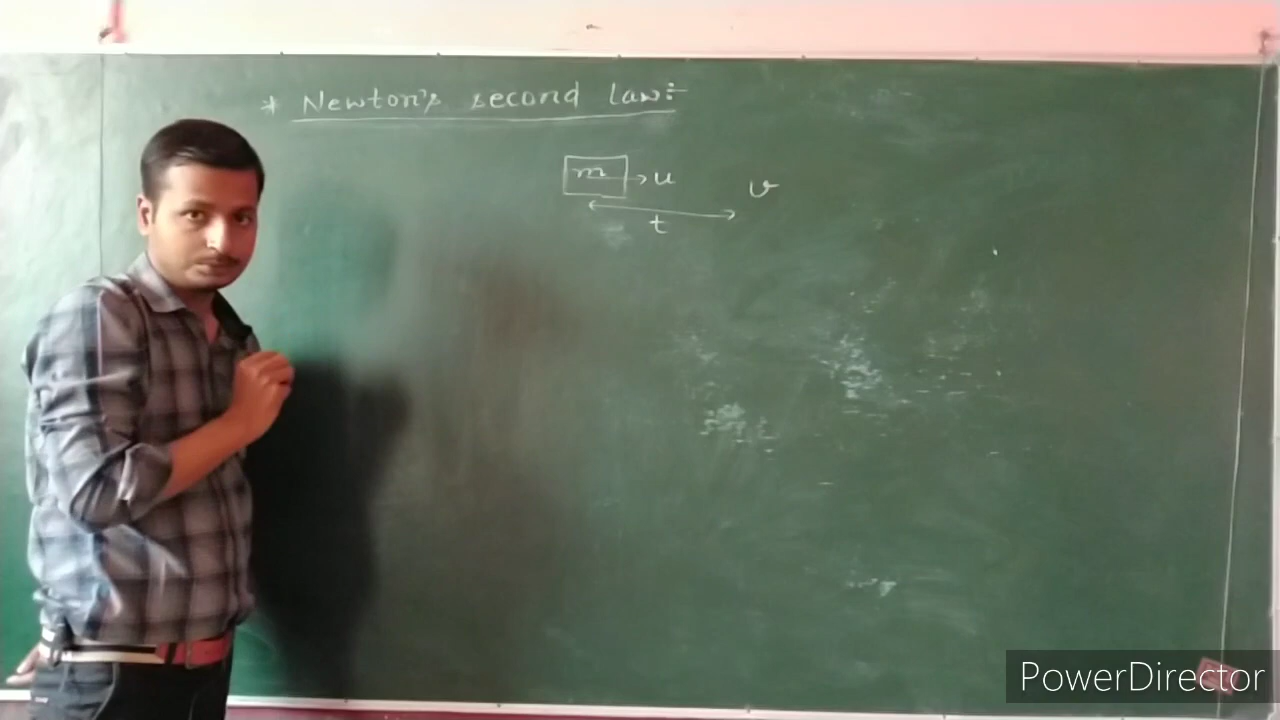 * Newton's second law:-
m → u v
t
PowerDirector